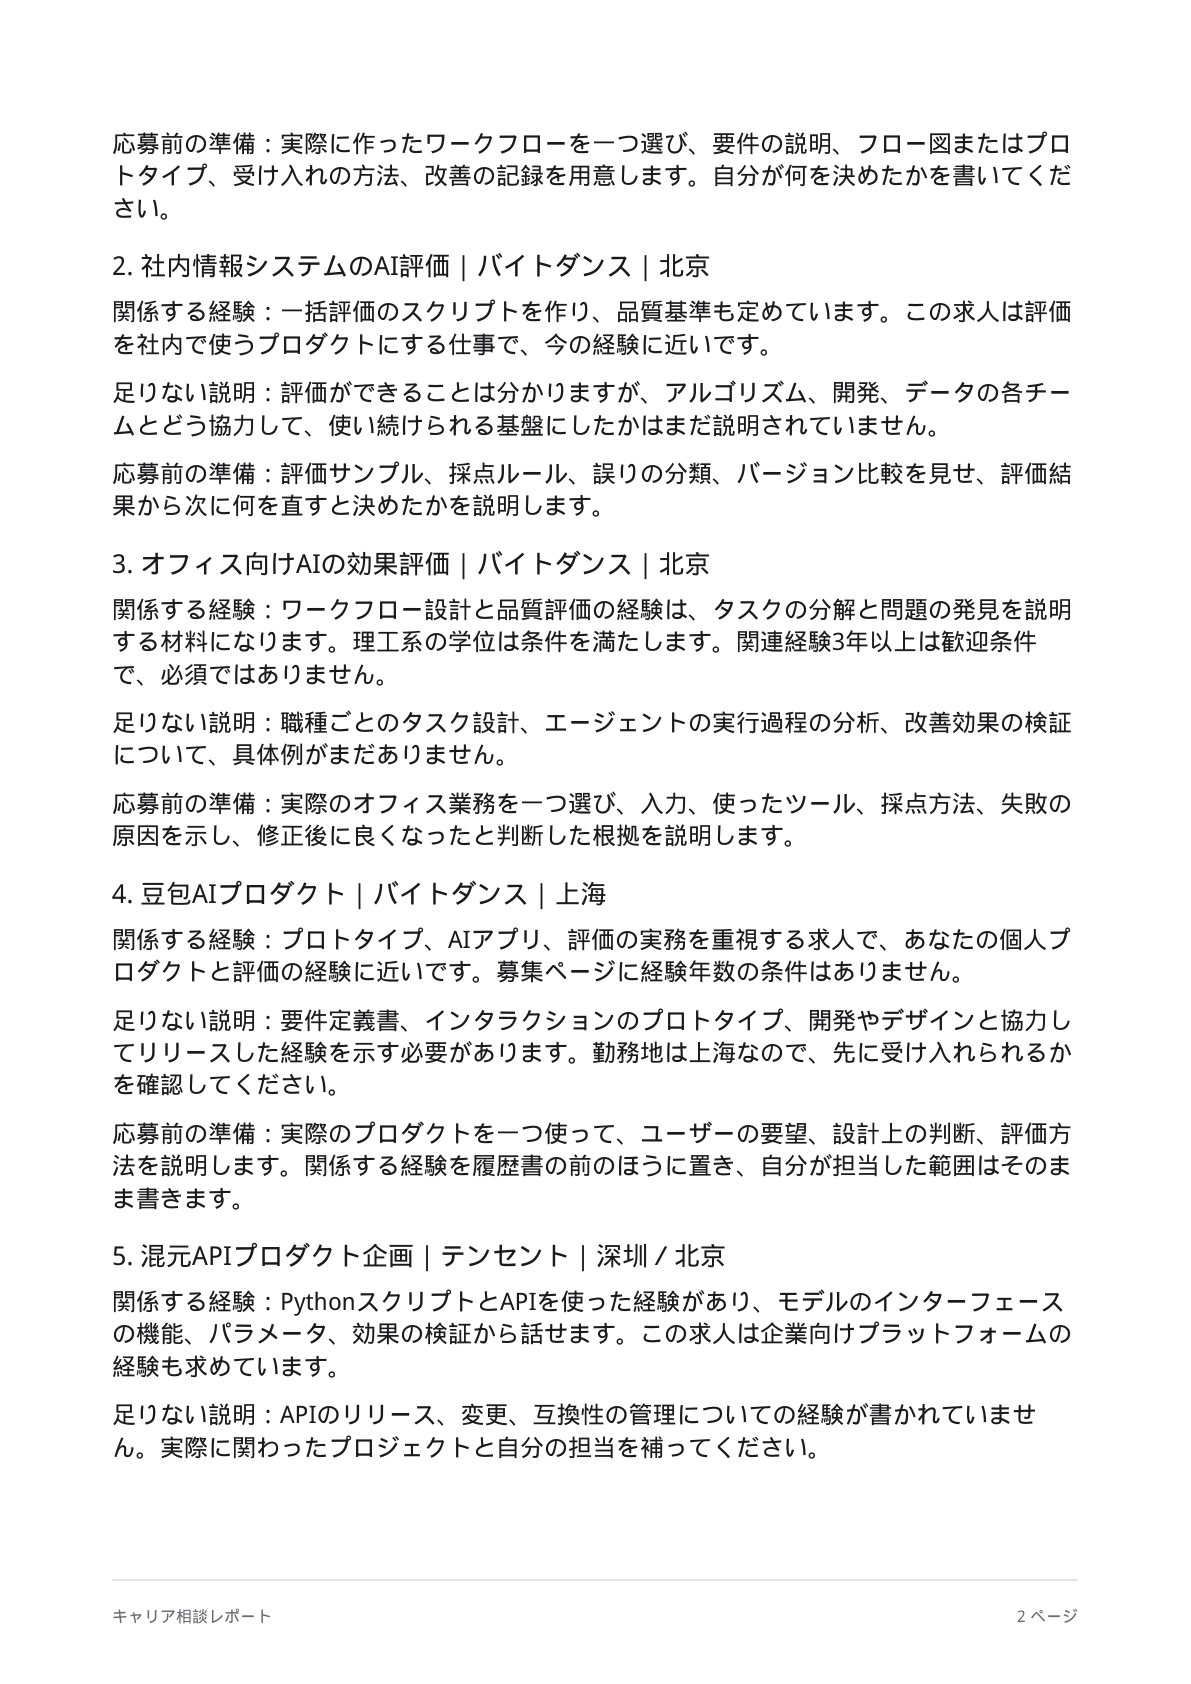 応募前の準備：実際に作ったワークフローを一つ選び、要件の説明、フロー図またはプロ
トタイプ、受け入れの方法、改善の記録を用意します。自分が何を決めたかを書いてくだ
さい。
2. 社内情報システムのAI評価｜バイトダンス｜北京
関係する経験：一括評価のスクリプトを作り、品質基準も定めています。この求人は評価
を社内で使うプロダクトにする仕事で、今の経験に近いです。
足りない説明：評価ができることは分かりますが、アルゴリズム、開発、データの各チー
ムとどう協力して、使い続けられる基盤にしたかはまだ説明されていません。
応募前の準備：評価サンプル、採点ルール、誤りの分類、バージョン比較を見せ、評価結
果から次に何を直すと決めたかを説明します。
3. オフィス向けAIの効果評価｜バイトダンス｜北京
関係する経験：ワークフロー設計と品質評価の経験は、タスクの分解と問題の発見を説明
する材料になります。理工系の学位は条件を満たします。関連経験3年以上は歓迎条件
で、必須ではありません。
足りない説明：職種ごとのタスク設計、エージェントの実行過程の分析、改善効果の検証
について、具体例がまだありません。
応募前の準備：実際のオフィス業務を一つ選び、入力、使ったツール、採点方法、失敗の
原因を示し、修正後に良くなったと判断した根拠を説明します。
4. 豆包AIプロダクト｜バイトダンス｜上海
関係する経験：プロトタイプ、AIアプリ、評価の実務を重視する求人で、あなたの個人プ
ロダクトと評価の経験に近いです。募集ページに経験年数の条件はありません。
足りない説明：要件定義書、インタラクションのプロトタイプ、開発やデザインと協力し
てリリースした経験を示す必要があります。勤務地は上海なので、先に受け入れられるか
を確認してください。
応募前の準備：実際のプロダクトを一つ使って、ユーザーの要望、設計上の判断、評価方
法を説明します。関係する経験を履歴書の前のほうに置き、自分が担当した範囲はそのま
ま書きます。
5. 混元APIプロダクト企画｜テンセント｜深圳 / 北京
関係する経験：PythonスクリプトとAPIを使った経験があり、モデルのインターフェース
の機能、パラメータ、効果の検証から話せます。この求人は企業向けプラットフォームの
経験も求めています。
足りない説明：APIのリリース、変更、互換性の管理についての経験が書かれていませ
ん。実際に関わったプロジェクトと自分の担当を補ってください。
キャリア相談レポート
2 ページ